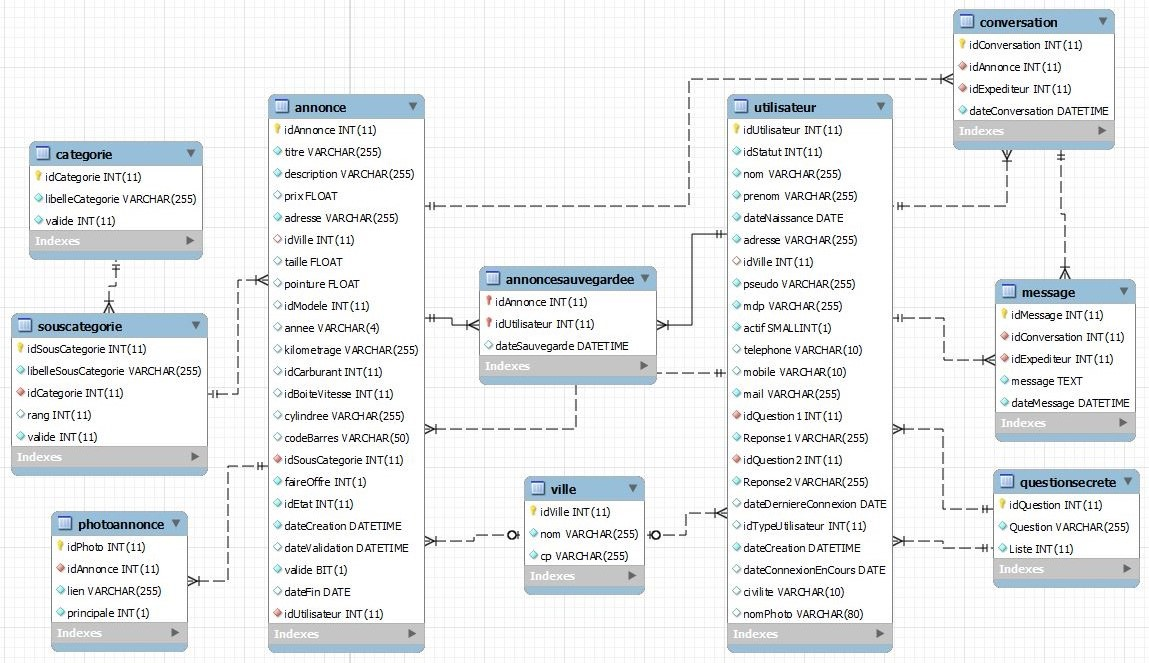 categorie
idCategorie INT(11)
libelleCategorie VARCHAR(255)
valide INT(11)
Indexes
souscategorie
idSousCategorie INT(11)
libelleSousCategorie VARCHAR(255)
idCategorie INT(11)
rang INT(11)
valide INT(11)
Indexes
photoannonce
idPhoto INT(11)
idAnnonce INT(11)
lien VARCHAR(255)
principale INT(1)
Indexes
annonce
idAnnonce INT(11)
titre VARCHAR(255)
description VARCHAR(255)
prix FLOAT
adresse VARCHAR(255)
idVille INT(11)
taille FLOAT
pointure FLOAT
idModele INT(11)
annee VARCHAR(4)
kilometrage VARCHAR(255)
idCarburant INT(11)
idBoiteVitesse INT(11)
cylindree VARCHAR(255)
codeBarres VARCHAR(50)
idSousCategorie INT(11)
faireOffre INT(1)
idEtat INT(11)
dateCreation DATETIME
dateValidation DATETIME
valide BIT(1)
dateFin DATE
idUtilisateur INT(11)
Indexes
annoncesauvegardee
idAnnonce INT(11)
idUtilisateur INT(11)
dateSauvegarde DATETIME
Indexes
ville
idVille INT(11)
nom VARCHAR(255)
cp VARCHAR(255)
Indexes
utilisateur
idUtilisateur INT(11)
idStatut INT(11)
nom VARCHAR(255)
prenom VARCHAR(255)
dateNaissance DATE
adresse VARCHAR(255)
idVille INT(11)
pseudo VARCHAR(255)
mdp VARCHAR(255)
actif SMALLINT(1)
telephone VARCHAR(10)
mobile VARCHAR(10)
mail VARCHAR(255)
idQuestion1 INT(11)
Reponse1 VARCHAR(255)
idQuestion2 INT(11)
Reponse2 VARCHAR(255)
dateDerniereConnexion DATE
idTypeUtilisateur INT(11)
dateCreation DATETIME
dateConnexionEnCours DATE
civilite VARCHAR(10)
nomPhoto VARCHAR(80)
Indexes
conversation
idConversation INT(11)
idAnnonce INT(11)
idExpediteur INT(11)
dateConversation DATETIME
Indexes
message
idMessage INT(11)
idConversation INT(11)
idExpediteur INT(11)
message TEXT
dateMessage DATETIME
Indexes
questionsecrete
idQuestion INT(11)
Question VARCHAR(255)
Liste INT(11)
Indexes